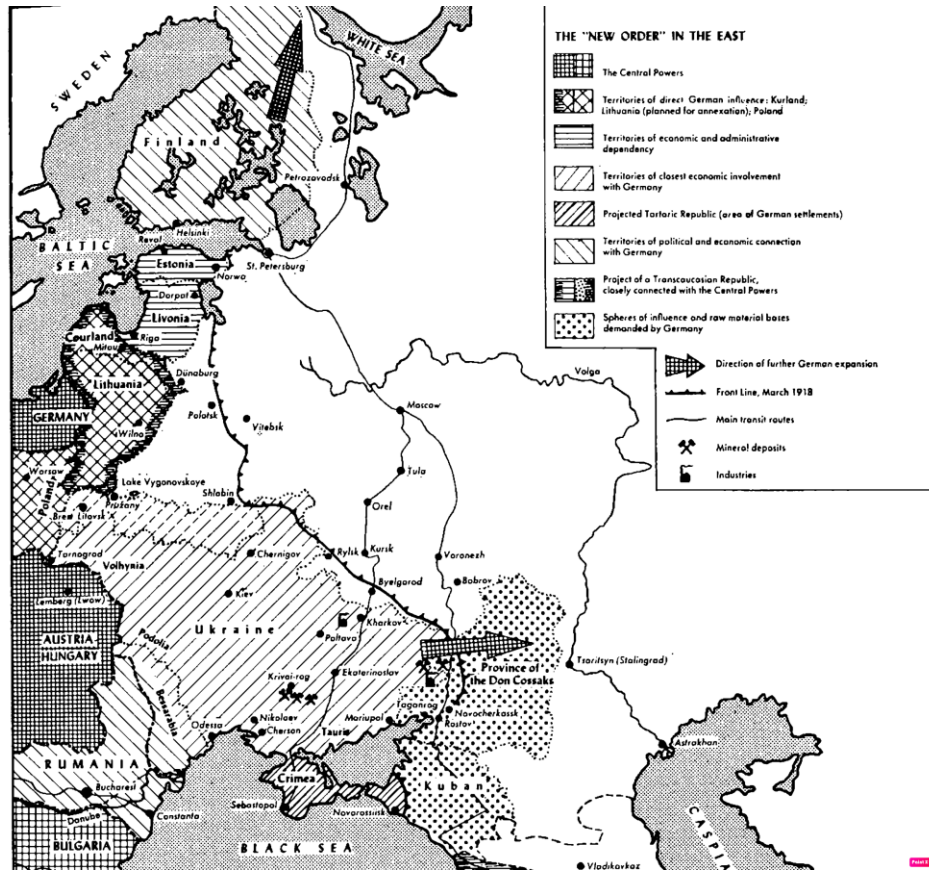 THE "NEW ORDER" IN THE EAST
The Central Powers
Territories of direct German influence: Kurland;
Lithuania (planned for annexation); Poland
Territories of economic and administrative
dependency
Territories of closest economic involvement
with Germany
Projected Tartaric Republic (area of German settlements)
Territories of political and economic connection
with Germany
Project of a Transcaucasian Republic,
closely connected with the Central Powers
Spheres of influence and raw material bases
demanded by Germany
Direction of further German expansion
Front Line, March 1918
Main transit routes
Mineral deposits
Industries
SWEDEN
WHITE SEA
Finland
Petrozavodsk
Helsinki
BALTIC
SEA
Reval
St. Petersburg
Estonia
Narwa
Dorpat
Livonia
Courland
Riga
Mitau
Lithuania
Dünaburg
Volga
Moscow
GERMANY
Polotsk
Vitebsk
Wilno
Tula
Warsaw
Poland
Lake Vygonovskaye
Shlobin
Pruzany
Orel
Brest Litovsk
Tarnograd
Volhynia
Chernigov
Rylsk
Kursk
Voronezh
Bobrov
Byelgorod
Lemberg (Lwow)
Kiev
Kharkov
Ukraine
Poltava
AUSTRIA
HUNGARY
Podolia
Province of
the Don Cossaks
Tsaritsyn (Stalingrad)
Krivoi-rog
Ekaterinoslav
Bessarabia
Taganrog
Novocherkassk
Rostov
Nikolaev
Mariupol
Odessa
Cherson
Tauria
Astrakhan
RUMANIA
Crimea
Kuban
Bucharest
Sebastopol
Novorossisk
Danube
Constanta
BULGARIA
BLACK SEA
CASPIA
Vladikavkaz